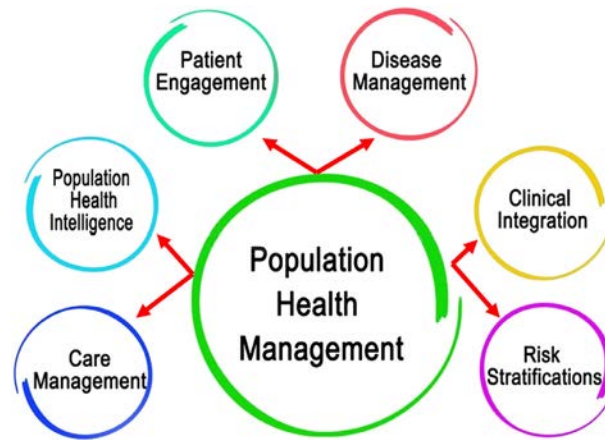 Patient
Engagement
Disease
Management
Population
Health
Intelligence
Clinical
Integration
Population
Health
Management
Care
Management
Risk
Stratifications